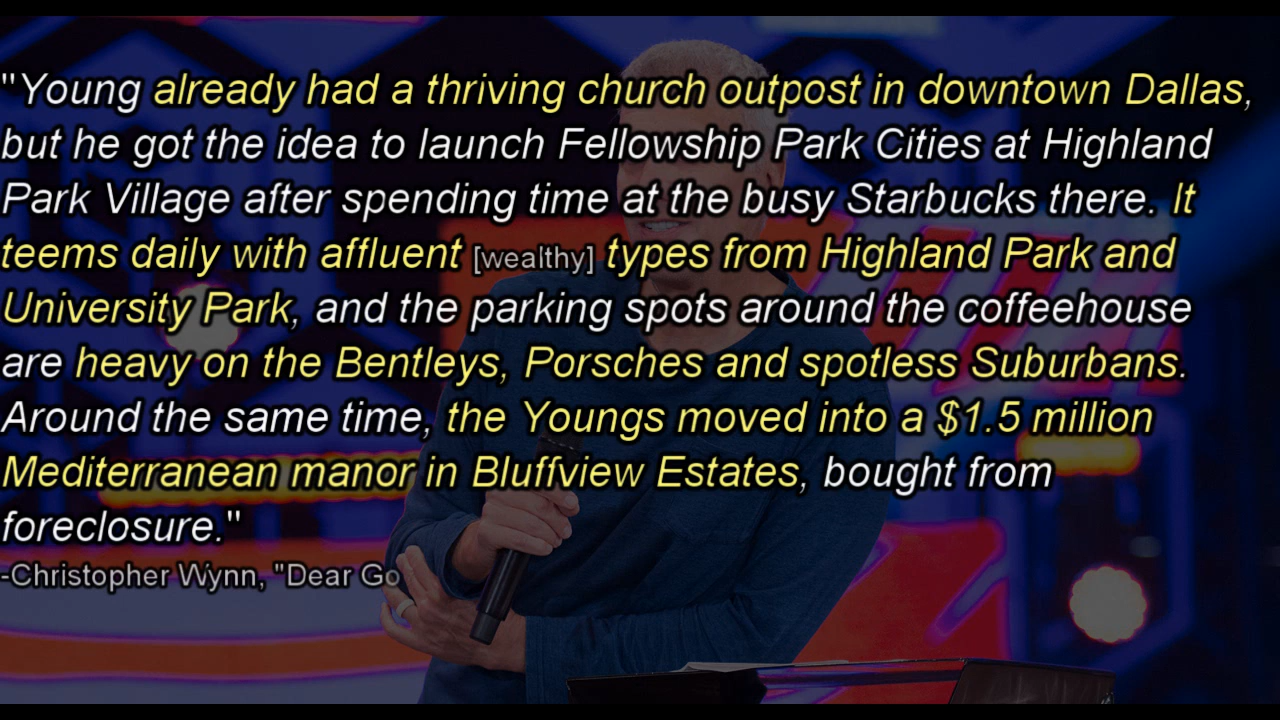 "Young already had a thriving church outpost in downtown Dallas,
but he got the idea to launch Fellowship Park Cities at Highland
Park Village after spending time at the busy Starbucks there. It
teems daily with affluent [wealthy] types from Highland Park and
University Park, and the parking spots around the coffeehouse
are heavy on the Bentleys, Porsches and spotless Suburbans.
Around the same time, the Youngs moved into a $1.5 million
Mediterranean manor in Bluffview Estates, bought from
foreclosure."
-Christopher Wynn, "Dear Go